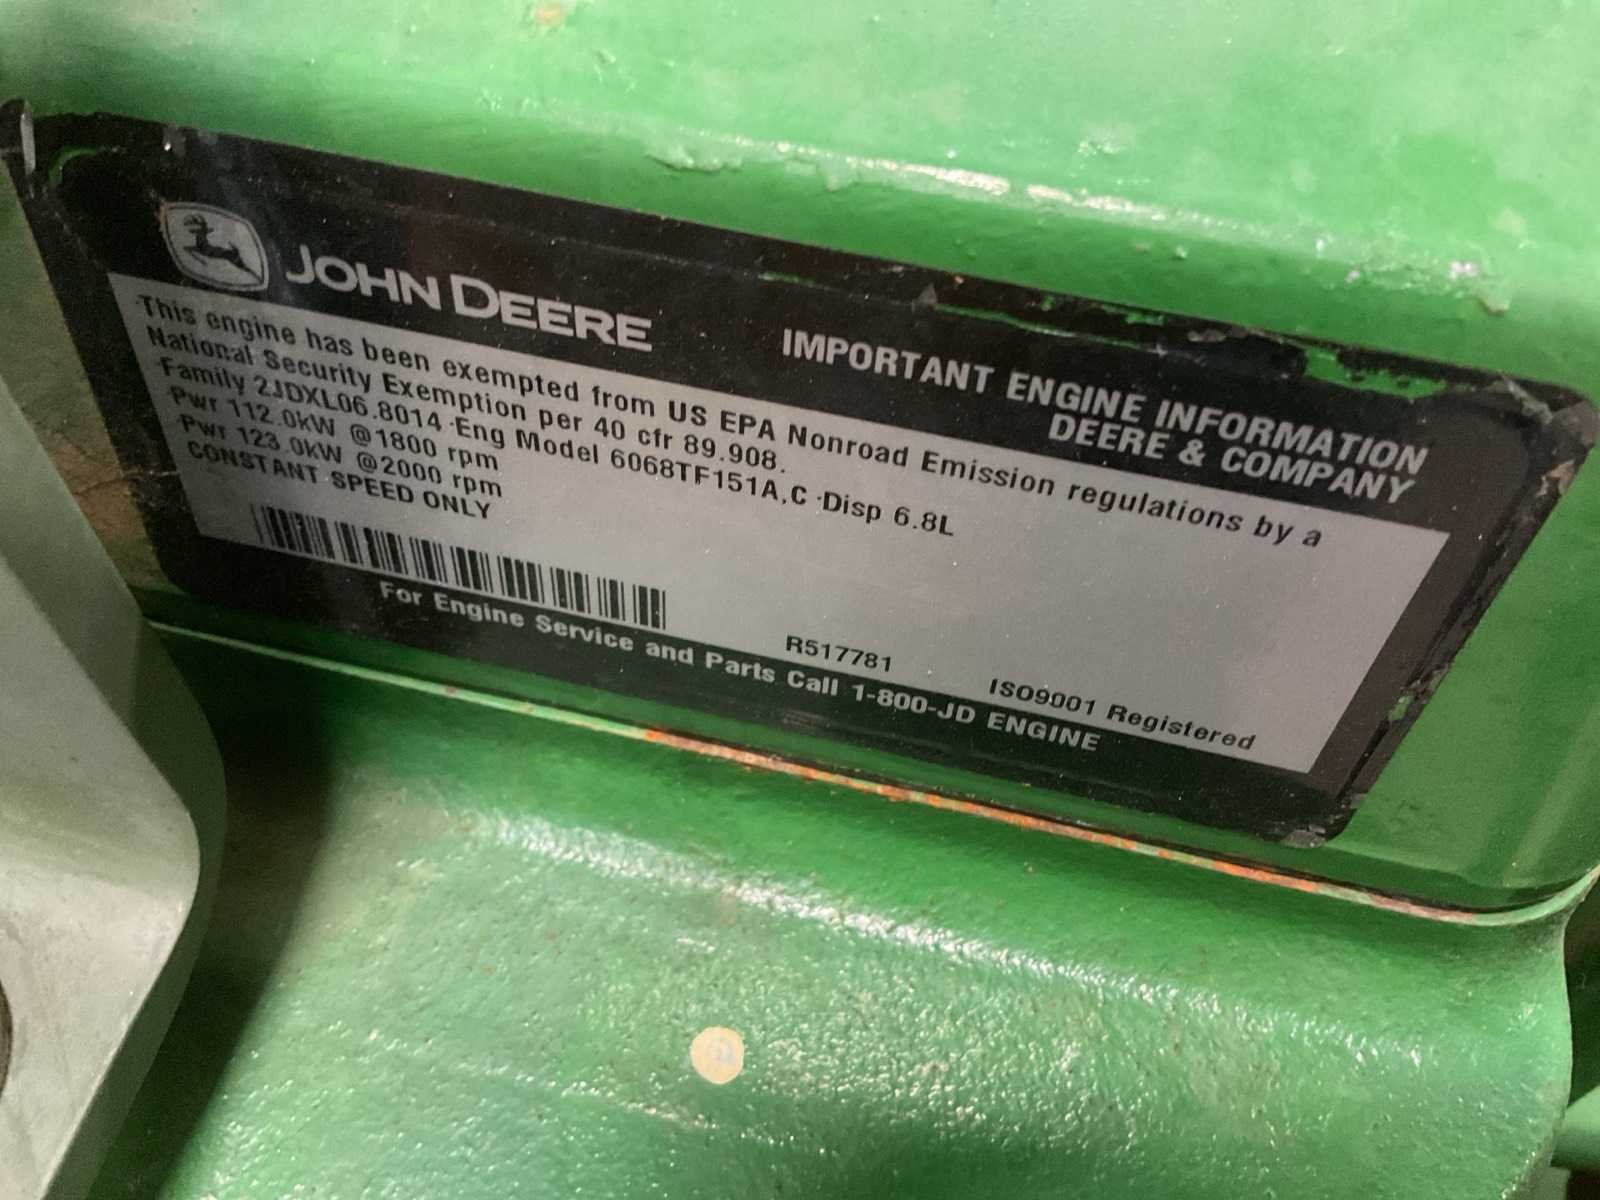 JOHN DEERE
IMPORTANT ENGINE INFORMATION
DEERE & COMPANY
This engine has been exempted from US EPA Nonroad Emission regulations by a
National Security Exemption per 40 cfr 89.908.
Family 2JDXL06.8014 Eng Model 6068TF151A,C Disp 6.8L
Pwr 112.0kW @1800 rpm
Pwr 123.0kW @2000 rpm
CONSTANT SPEED ONLY
R517781
ISO9001 Registered
For Engine Service and Parts Call 1-800-JD ENGINE